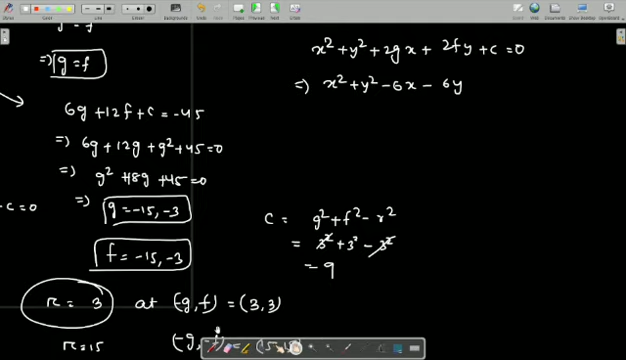 g = f
⇒ g = f
6g + 12f + c = -45
⇒ 6g + 12g + g² + 45 = 0
⇒ g² + 18g + 45 = 0
- c = 0
⇒ g = -15, -3
f = -15, -3
r = 3 at (-g, f) = (3, 3)
r = 15
x² + y² + 2gx + 2fy + c = 0
⇒ x² + y² - 6x - 6y
c = g² + f² - r²
= 3² + 3² - 3²
= 9